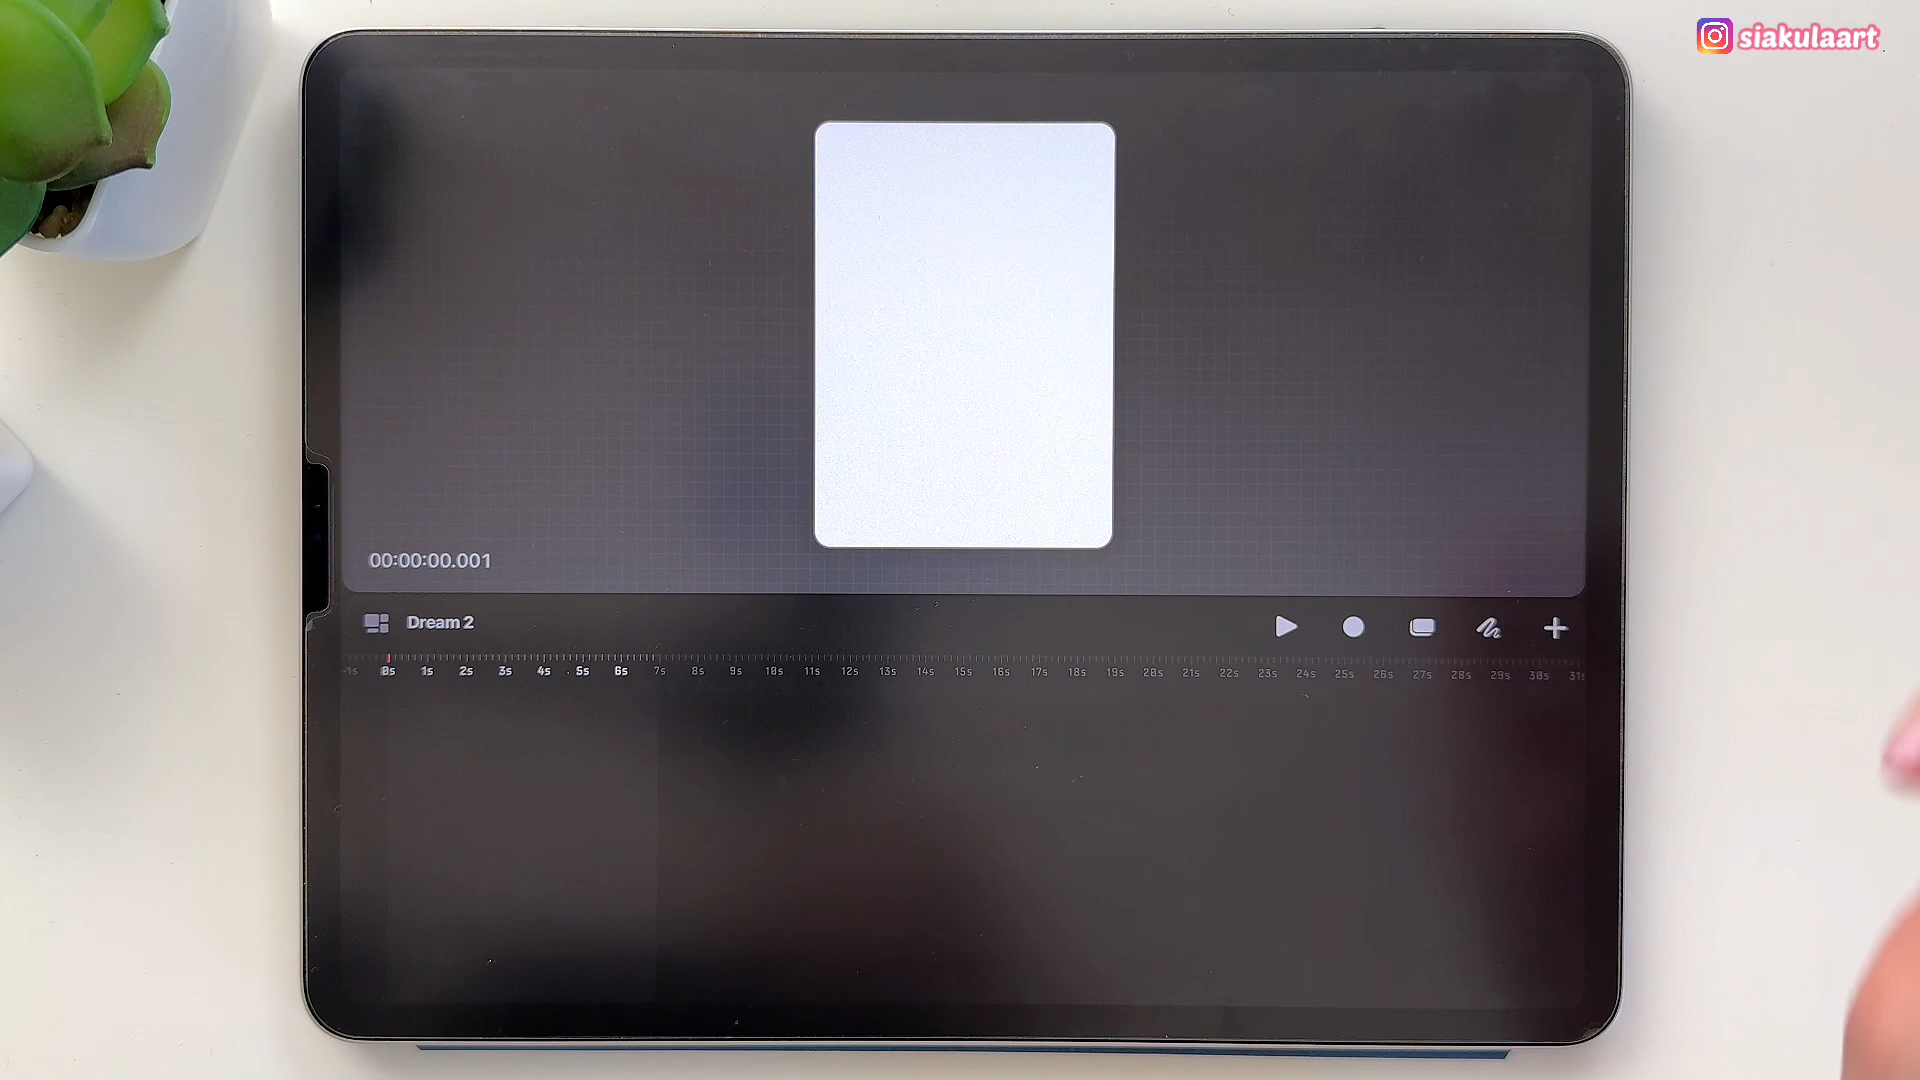 siakulaart
00:00:00.001
Dream 2
-1s 0s 1s 2s 3s 4s 5s 6s 7s 8s 9s 10s 11s 12s 13s 14s 15s 16s 17s 18s 19s 20s 21s 22s 23s 24s 25s 26s 27s 28s 29s 30s 31s